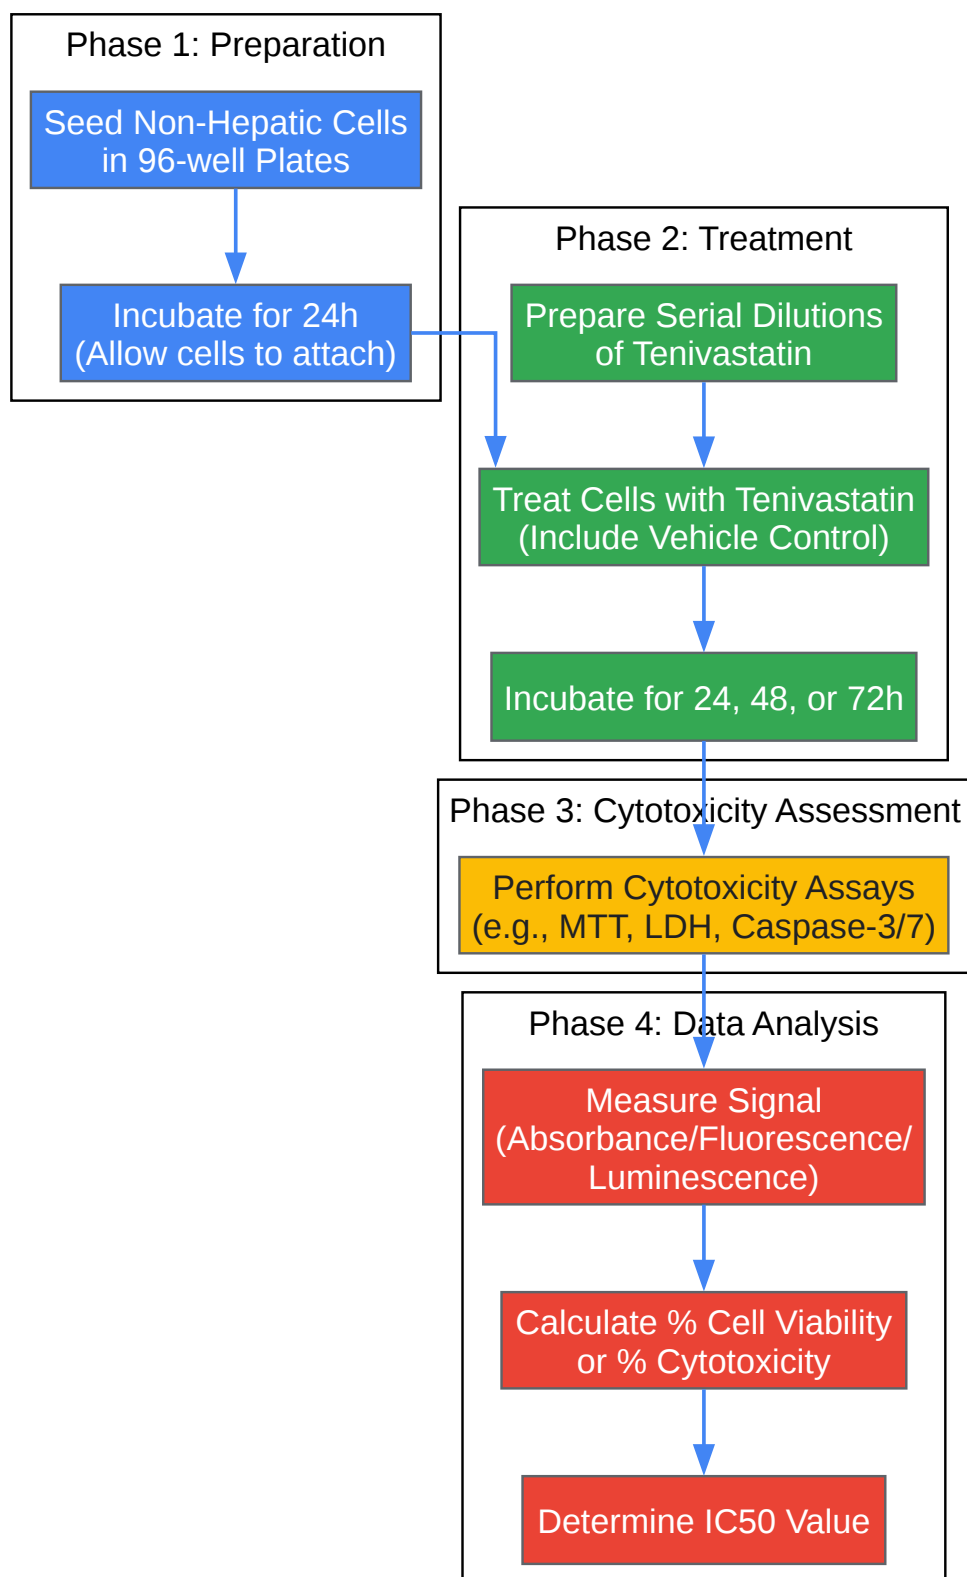 Phase 1: Preparation
Seed Non-Hepatic Cells
in 96-well Plates
Incubate for 24h
(Allow cells to attach)
Phase 2: Treatment
Prepare Serial Dilutions
of Tenivastatin
Treat Cells with Tenivastatin
(Include Vehicle Control)
Incubate for 24, 48, or 72h
Phase 3: Cytotoxicity Assessment
Perform Cytotoxicity Assays
(e.g., MTT, LDH, Caspase-3/7)
Phase 4: Data Analysis
Measure Signal
(Absorbance/Fluorescence/
Luminescence)
Calculate % Cell Viability
or % Cytotoxicity
Determine IC50 Value